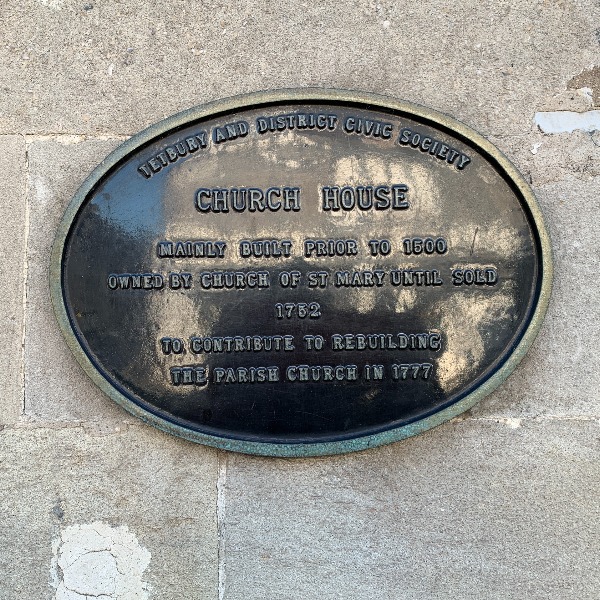 TETBURY AND DISTRICT CIVIC SOCIETY
CHURCH HOUSE
MAINLY BUILT PRIOR TO 1500
OWNED BY CHURCH OF ST MARY UNTIL SOLD
1752
TO CONTRIBUTE TO REBUILDING
THE PARISH CHURCH IN 1777